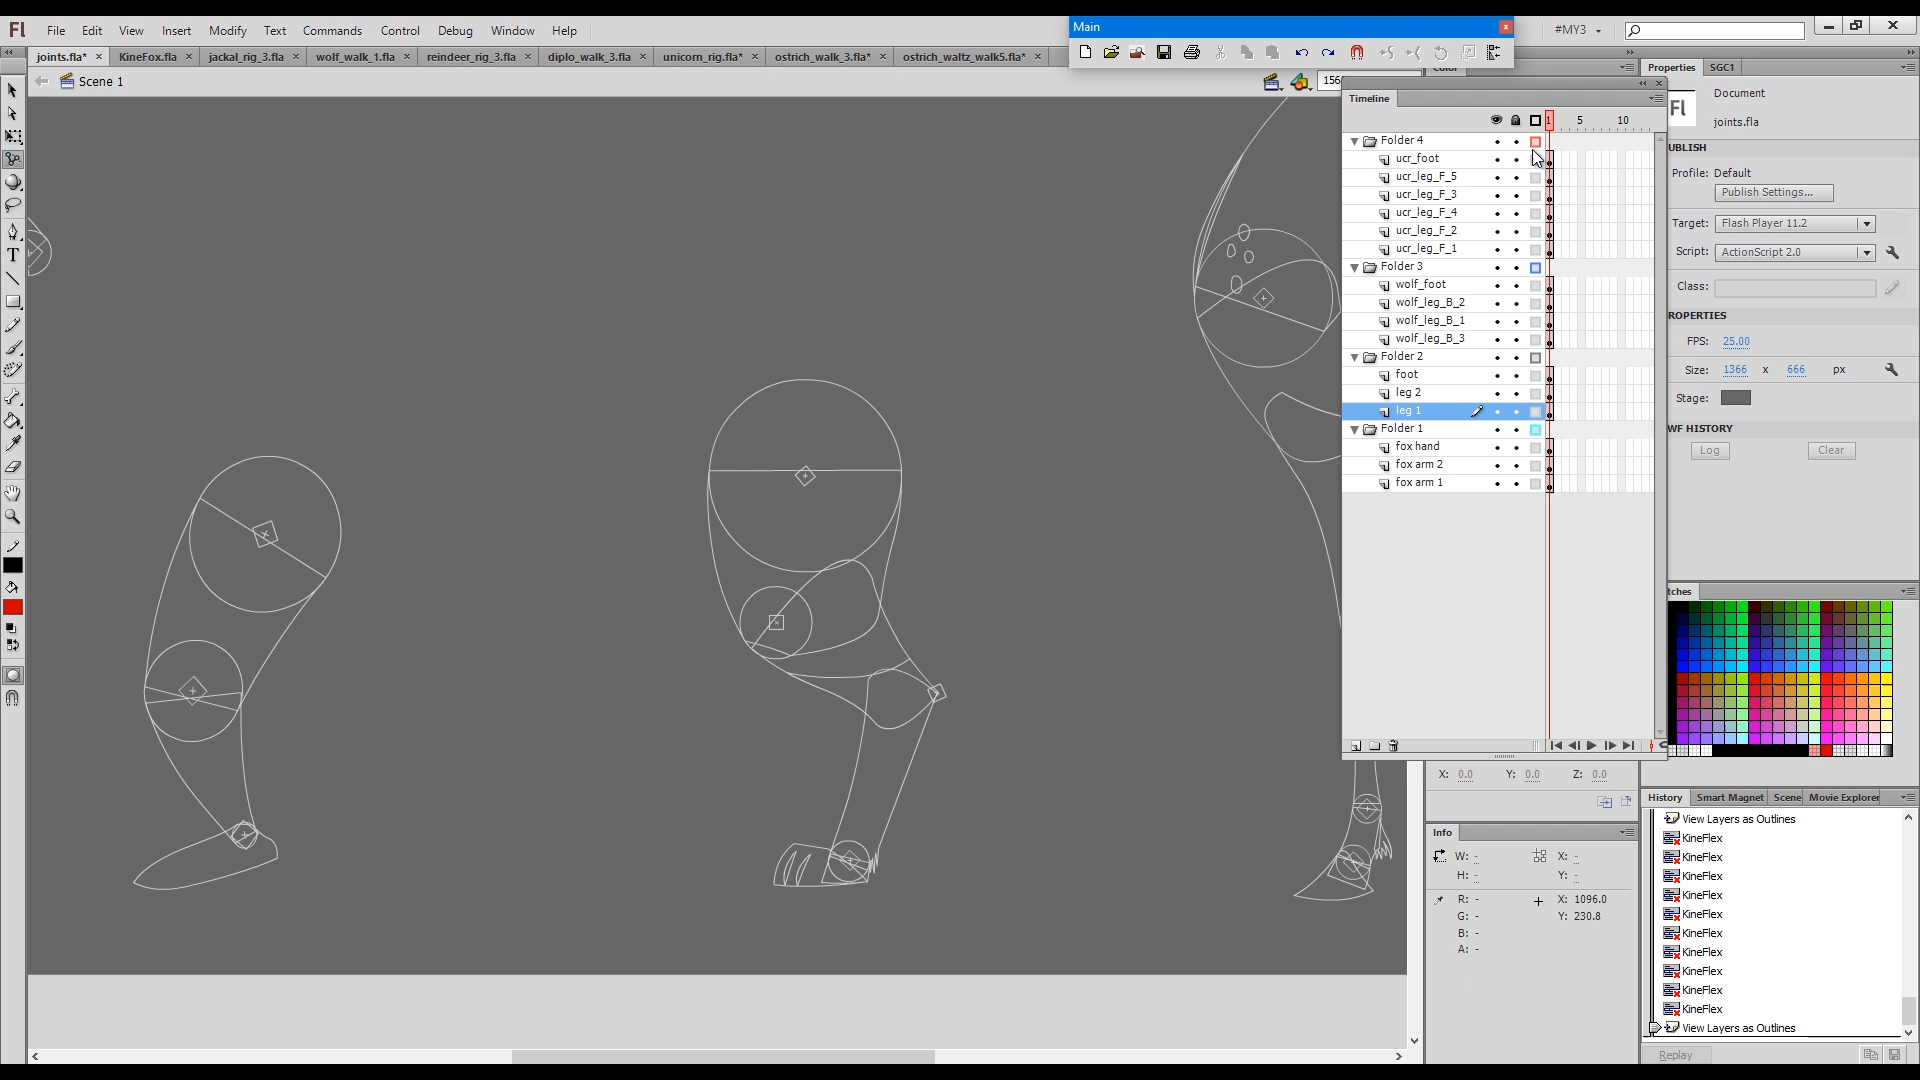 Main
Fl File Edit View Insert Modify Text Commands Control Debug Window Help
#MY3
joints.fla* KineFox.fla jackal_rig_3.fla wolf_walk_1.fla reindeer_rig_3.fla diplo_walk_3.fla unicorn_rig.fla* ostrich_walk_3.fla* ostrich_waltz_walk5.fla*
Scene 1
156
Color
Timeline
1 5 10
Folder 4
ucr_foot
ucr_leg_F_5
ucr_leg_F_3
ucr_leg_F_4
ucr_leg_F_2
ucr_leg_F_1
Folder 3
wolf_foot
wolf_leg_B_2
wolf_leg_B_1
wolf_leg_B_3
Folder 2
foot
leg 2
leg 1
Folder 1
fox hand
fox arm 2
fox arm 1
Properties SGC1
Fl
Document
joints.fla
UBLISH
Profile: Default
Publish Settings...
Target: Flash Player 11.2
Script: ActionScript 2.0
Class:
ROPERTIES
FPS: 25.00
Size: 1366 x 666 px
Stage:
WF HISTORY
Log Clear
tches
X: 0.0 Y: 0.0 Z: 0.0
Info
W: - X: -
H: - Y: -
R: - X: 1096.0
G: - Y: 230.8
B: -
A: -
History Smart Magnet Scene Movie Explorer
View Layers as Outlines
KineFlex
KineFlex
KineFlex
KineFlex
KineFlex
KineFlex
KineFlex
KineFlex
KineFlex
KineFlex
View Layers as Outlines
Replay